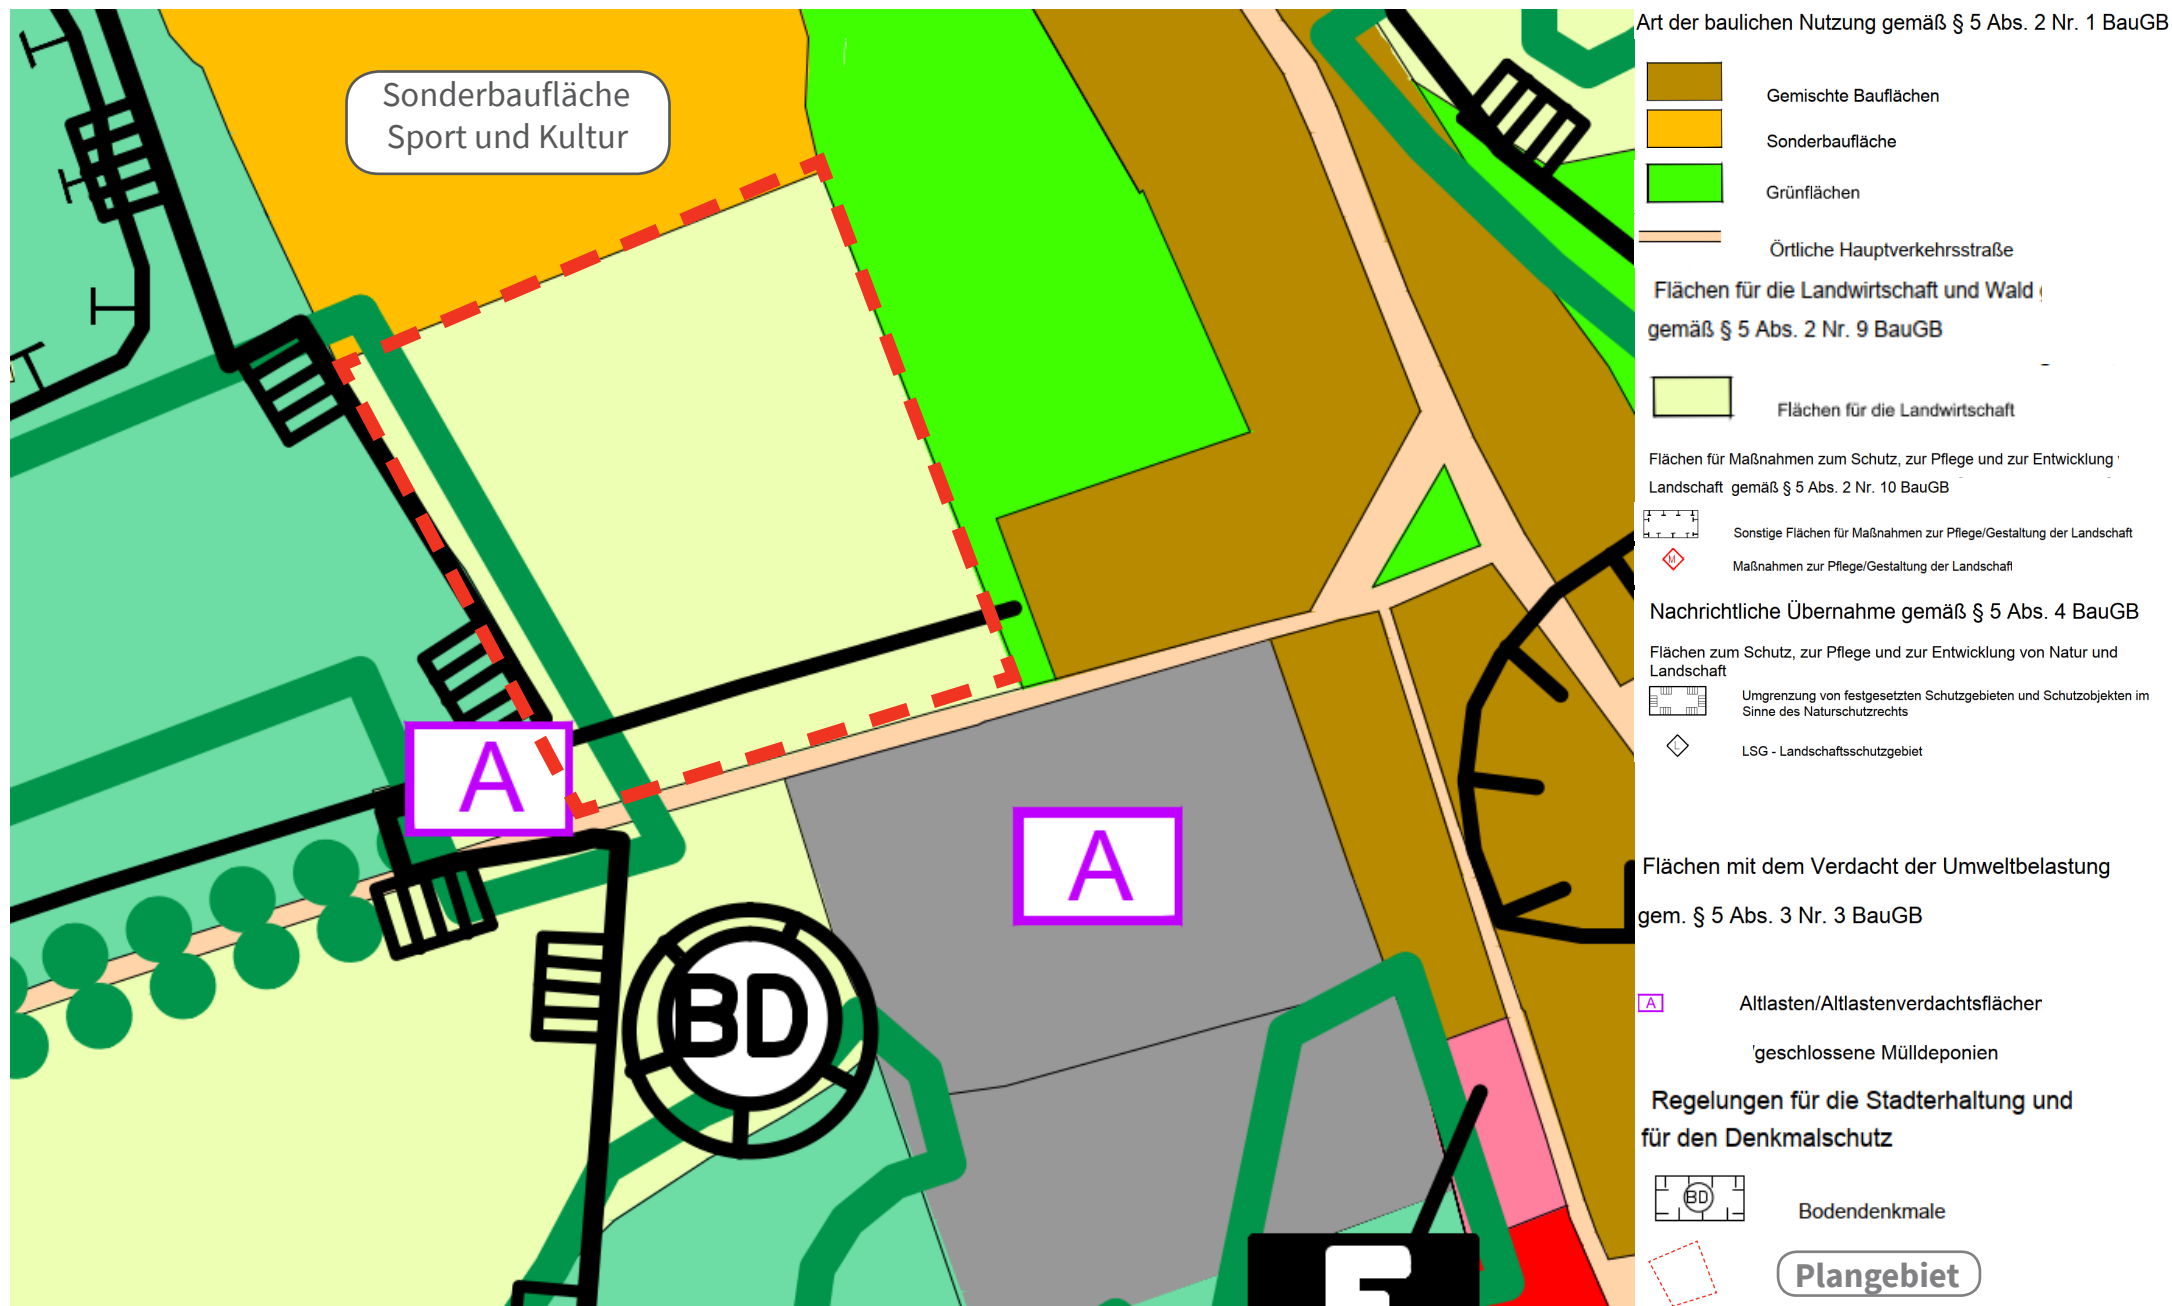 Sonderbaufläche
Sport und Kultur
A
A
BD
Art der baulichen Nutzung gemäß § 5 Abs. 2 Nr. 1 BauGB
Gemischte Bauflächen
Sonderbaufläche
Grünflächen
Örtliche Hauptverkehrsstraße
Flächen für die Landwirtschaft und Wald
gemäß § 5 Abs. 2 Nr. 9 BauGB
Flächen für die Landwirtschaft
Flächen für Maßnahmen zum Schutz, zur Pflege und zur Entwicklung
Landschaft gemäß § 5 Abs. 2 Nr. 10 BauGB
Sonstige Flächen für Maßnahmen zur Pflege/Gestaltung der Landschaft
M
Maßnahmen zur Pflege/Gestaltung der Landschaf
Nachrichtliche Übernahme gemäß § 5 Abs. 4 BauGB
Flächen zum Schutz, zur Pflege und zur Entwicklung von Natur und
Landschaft
Umgrenzung von festgesetzten Schutzgebieten und Schutzobjekten im
Sinne des Naturschutzrechts
L
LSG - Landschaftsschutzgebiet
Flächen mit dem Verdacht der Umweltbelastung
gem. § 5 Abs. 3 Nr. 3 BauGB
A
Altlasten/Altlastenverdachtsflächer
geschlossene Mülldeponien
Regelungen für die Stadterhaltung und
für den Denkmalschutz
BD
Bodendenkmale
Plangebiet